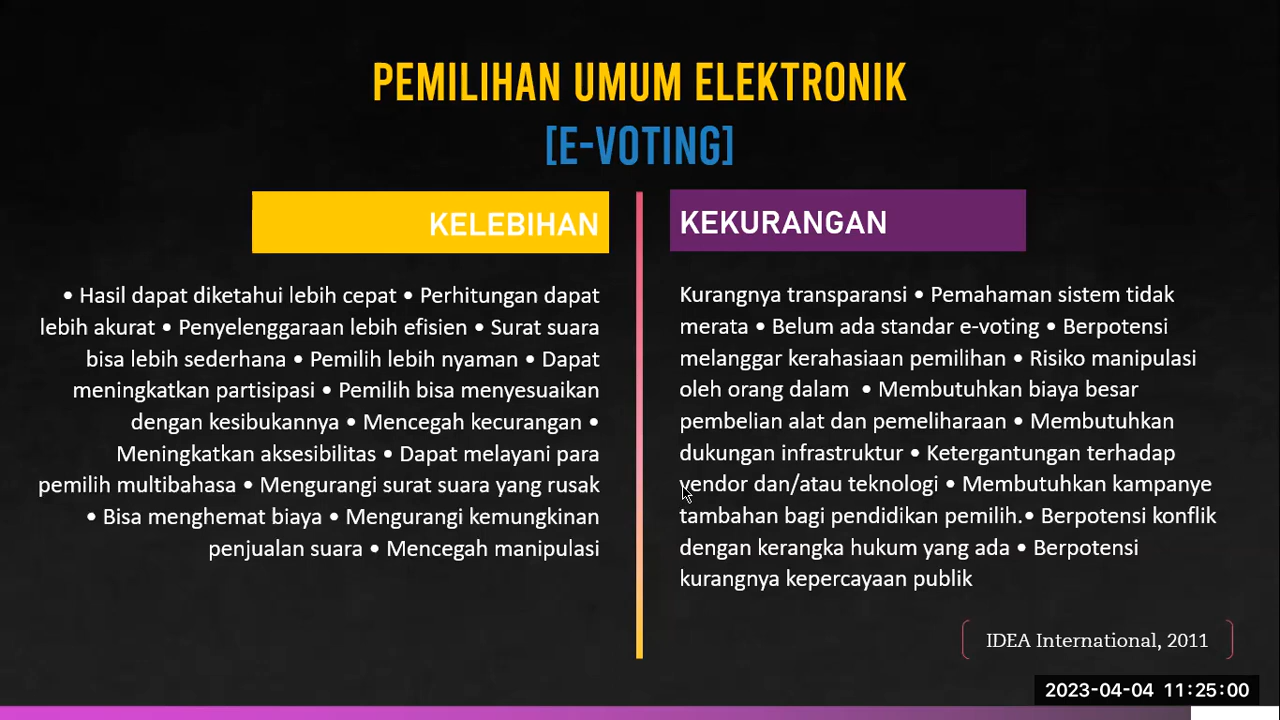 PEMILIHAN UMUM ELEKTRONIK
[E-VOTING]
KELEBIHAN
• Hasil dapat diketahui lebih cepat • Perhitungan dapat
lebih akurat • Penyelenggaraan lebih efisien • Surat suara
bisa lebih sederhana • Pemilih lebih nyaman • Dapat
meningkatkan partisipasi • Pemilih bisa menyesuaikan
dengan kesibukannya • Mencegah kecurangan •
Meningkatkan aksesibilitas • Dapat melayani para
pemilih multibahasa • Mengurangi surat suara yang rusak
• Bisa menghemat biaya • Mengurangi kemungkinan
penjualan suara • Mencegah manipulasi
KEKURANGAN
Kurangnya transparansi • Pemahaman sistem tidak
merata • Belum ada standar e-voting • Berpotensi
melanggar kerahasiaan pemilihan • Risiko manipulasi
oleh orang dalam • Membutuhkan biaya besar
pembelian alat dan pemeliharaan • Membutuhkan
dukungan infrastruktur • Ketergantungan terhadap
vendor dan/atau teknologi • Membutuhkan kampanye
tambahan bagi pendidikan pemilih.• Berpotensi konflik
dengan kerangka hukum yang ada • Berpotensi
kurangnya kepercayaan publik
IDEA International, 2011
2023-04-04 11:25:00